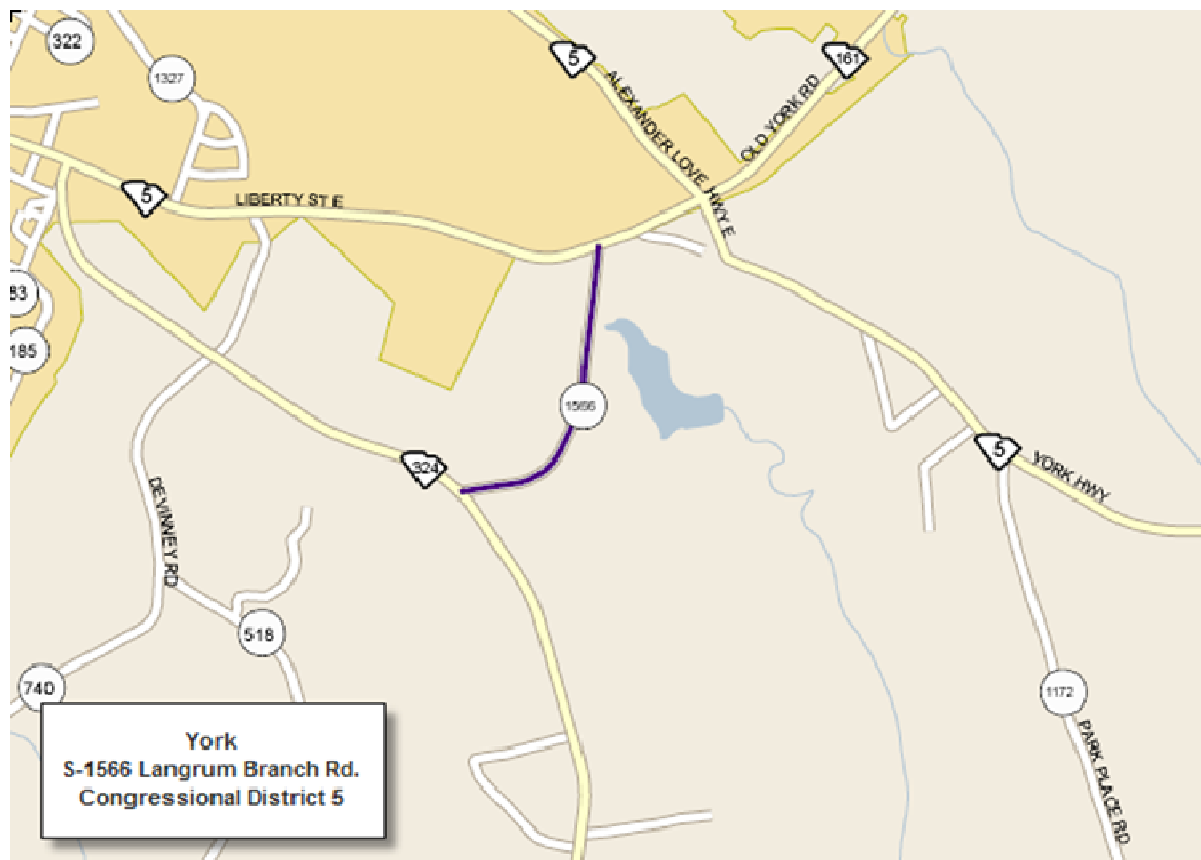 322
5
161
1327
ALEXANDER LOVE HWY E
OLD YORK RD
5
LIBERTY ST E
83
185
1566
324
5
YORK HWY
DEVINNEY RD
518
740
1172
PARK PLACE RD
York
S-1566 Langrum Branch Rd.
Congressional District 5